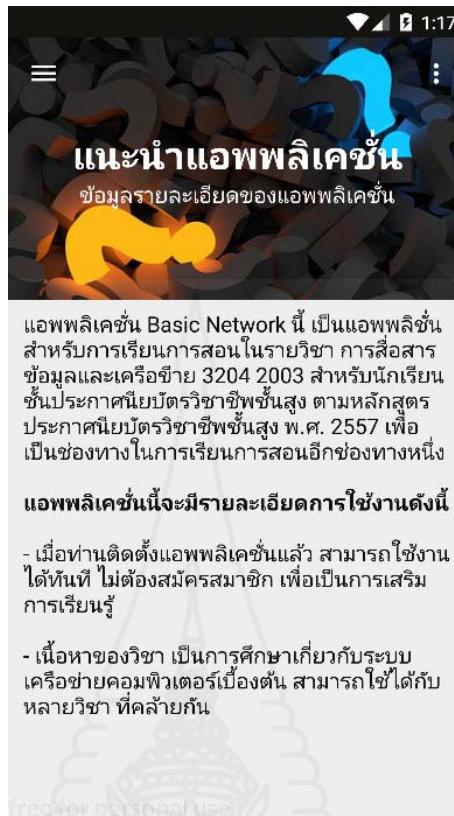 1:17
แนะนำแอพพลิเคชั่น
ข้อมูลรายละเอียดของแอพพลิเคชั่น
แอพพลิเคชั่น Basic Network นี้ เป็นแอพพลิชั่น
สำหรับการเรียนการสอนในรายวิชา การสื่อสาร
ข้อมูลและเครือข่าย 3204 2003 สำหรับนักเรียน
ชั้นประกาศนียบัตรวิชาชีพชั้นสูง ตามหลักสูตร
ประกาศนียบัตรวิชาชีพชั้นสูง พ.ศ. 2557 เพื่อ
เป็นช่องทางในการเรียนการสอนอีกช่องทางหนึ่ง
แอพพลิเคชั่นนี้จะมีรายละเอียดการใช้งานดังนี้
- เมื่อท่านติดตั้งแอพพลิเคชั่นแล้ว สามารถใช้งาน
ได้ทันที ไม่ต้องสมัครสมาชิก เพื่อเป็นการเสริม
การเรียนรู้
- เนื้อหาของวิชา เป็นการศึกษาเกี่ยวกับระบบ
เครือข่ายคอมพิวเตอร์เบื้องต้น สามารถใช้ได้กับ
หลายวิชา ที่คล้ายกัน
free for personal use